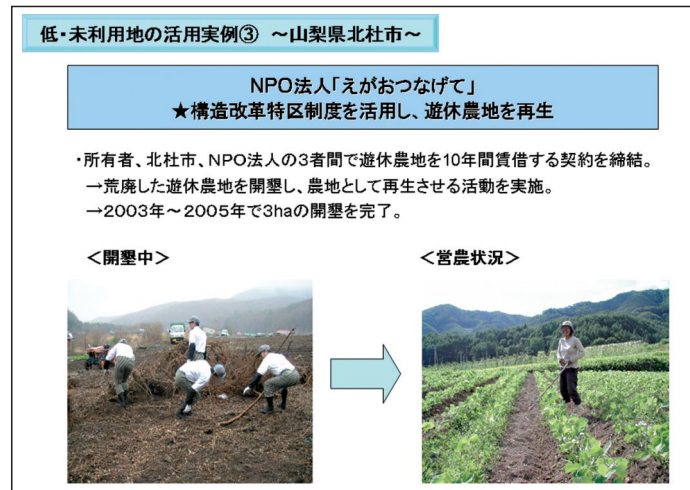 低・未利用地の活用実例③ ～山梨県北杜市～
NPO法人「えがおつなげて」
★構造改革特区制度を活用し、遊休農地を再生
・所有者、北杜市、NPO法人の3者間で遊休農地を10年間賃借する契約を締結。
→荒廃した遊休農地を開墾し、農地として再生させる活動を実施。
→2003年～2005年で3haの開墾を完了。
＜開墾中＞
＜営農状況＞